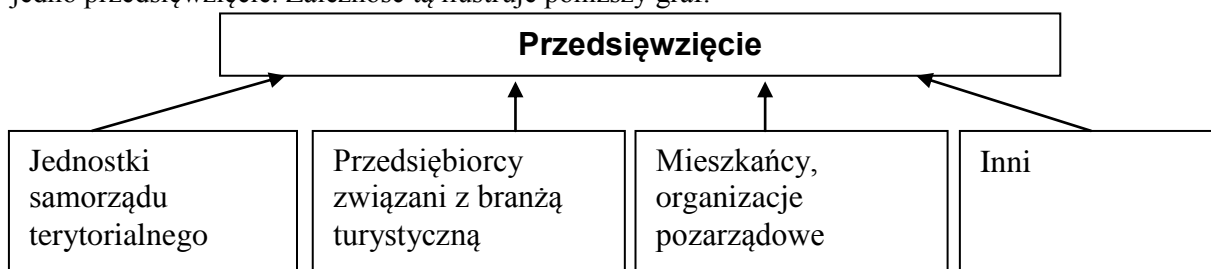 jedno przedsięwzięcie. Zależność tą ilustruje poniższy graf.
Przedsięwzięcie
Jednostki
samorządu
terytorialnego
Przedsiębiorcy
związani z branżą
turystyczną
Mieszkańcy,
organizacje
pozarządowe
Inni